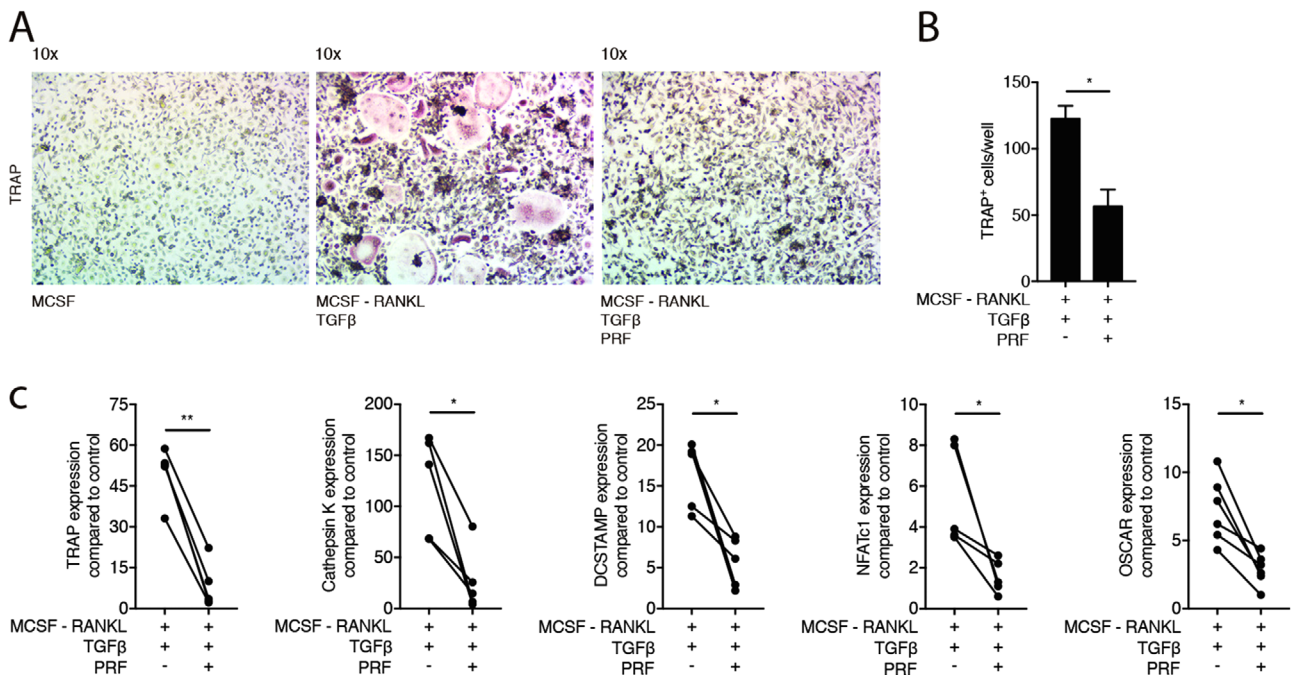 A
10x
10x
10x
TRAP
MCSF
MCSF - RANKL
TGFβ
MCSF - RANKL
TGFβ
PRF
B
TRAP+ cells/well
150
100
50
0
*
MCSF - RANKL + +
TGFβ + +
PRF - +
C
TRAP expression
compared to control
75
60
45
30
15
0
**
MCSF - RANKL + +
TGFβ + +
PRF - +
Cathepsin K expression
compared to control
200
150
100
50
0
*
MCSF - RANKL + +
TGFβ + +
PRF - +
DCSTAMP expression
compared to control
25
20
15
10
5
0
*
MCSF - RANKL + +
TGFβ + +
PRF - +
NFATc1 expression
compared to control
10
8
6
4
2
0
*
MCSF - RANKL + +
TGFβ + +
PRF - +
OSCAR expression
compared to control
15
10
5
0
*
MCSF - RANKL + +
TGFβ + +
PRF - +